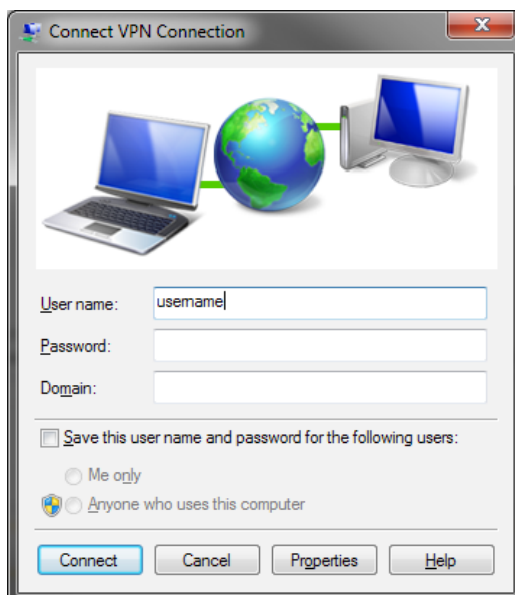 Connect VPN Connection
User name:
username
Password:
Domain:
Save this user name and password for the following users:
Me only
Anyone who uses this computer
Connect Cancel Properties Help